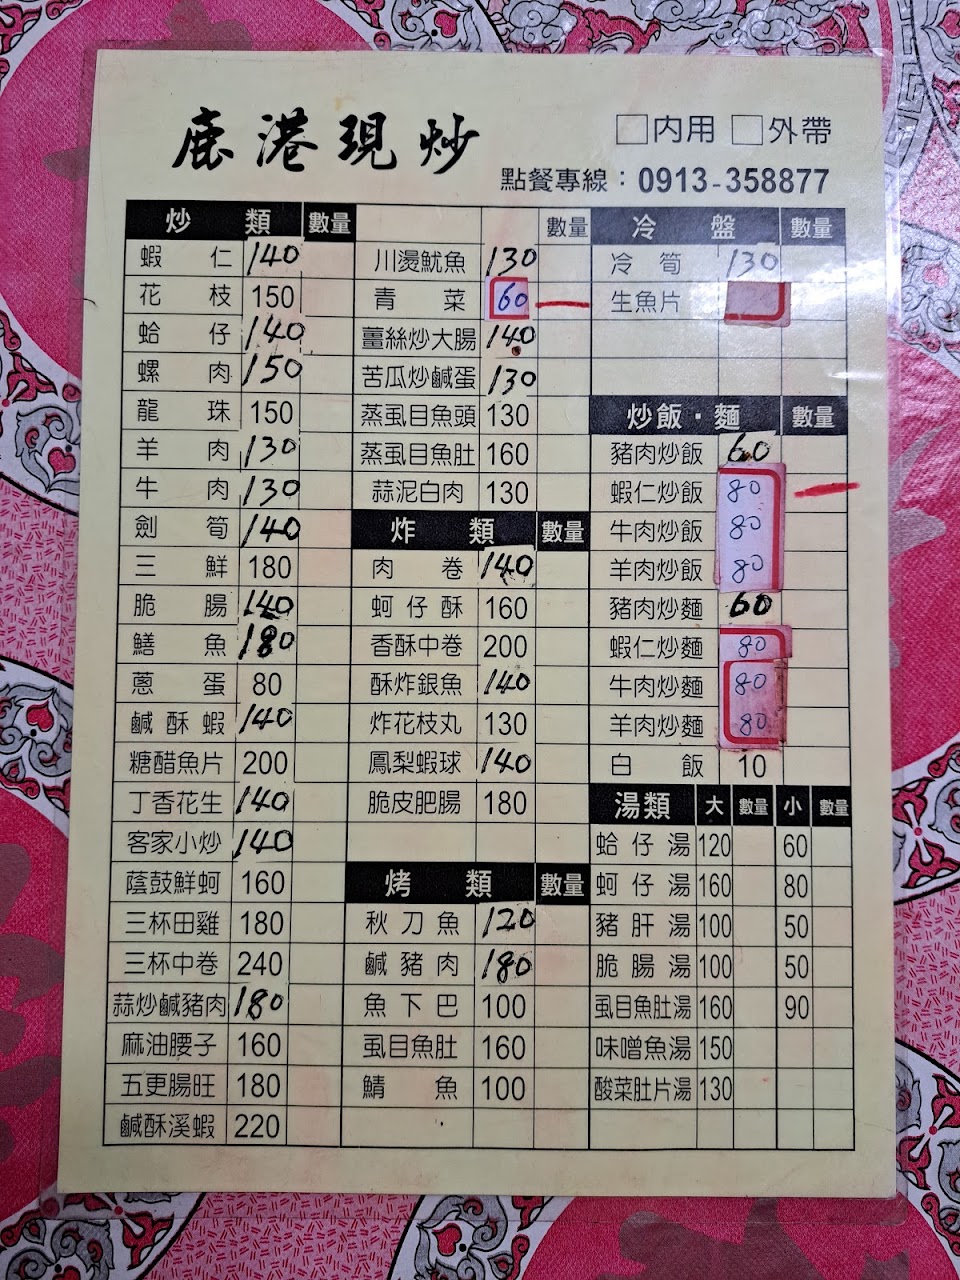 鹿港現炒
□內用 □外帶
點餐專線：0913-358877
炒類 數量
蝦仁 140
花枝 150
蛤仔 140
螺肉 150
龍珠 150
羊肉 130
牛肉 130
劍筍 140
三鮮 180
脆腸 140
鱔魚 180
蔥蛋 80
鹹酥蝦 140
糖醋魚片 200
丁香花生 140
客家小炒 140
蔭鼓鮮蚵 160
三杯田雞 180
三杯中卷 240
蒜炒鹹豬肉 180
麻油腰子 160
五更腸旺 180
鹹酥溪蝦 220
數量
川燙魷魚 130
青菜 60
薑絲炒大腸 140
苦瓜炒鹹蛋 130
蒸虱目魚頭 130
蒸虱目魚肚 160
蒜泥白肉 130
炸類 數量
肉卷 140
蚵仔酥 160
香酥中卷 200
酥炸銀魚 140
炸花枝丸 130
鳳梨蝦球 140
脆皮肥腸 180
烤類 數量
秋刀魚 120
鹹豬肉 180
魚下巴 100
虱目魚肚 160
鯖魚 100
冷盤 數量
冷筍 130
生魚片
炒飯·麵 數量
豬肉炒飯 60
蝦仁炒飯 80
牛肉炒飯 80
羊肉炒飯 80
豬肉炒麵 60
蝦仁炒麵 80
牛肉炒麵 80
羊肉炒麵 80
白飯 10
湯類 大 數量 小 數量
蛤仔湯 120 60
蚵仔湯 160 80
豬肝湯 100 50
脆腸湯 100 50
虱目魚肚湯 160 90
味噌魚湯 150
酸菜肚片湯 130